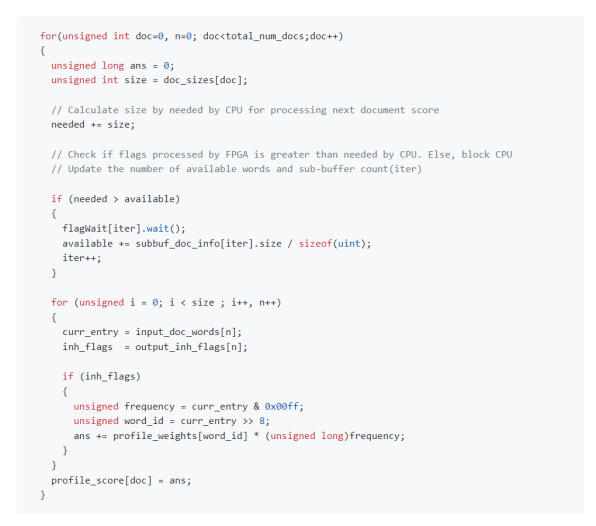 for(unsigned int doc=0, n=0; doc<total_num_docs;doc++)
{
  unsigned long ans = 0;
  unsigned int size = doc_sizes[doc];

  // Calculate size by needed by CPU for processing next document score
  needed += size;

  // Check if flags processed by FPGA is greater than needed by CPU. Else, block CPU
  // Update the number of available words and sub-buffer count(iter)

  if (needed > available)
  {
    flagWait[iter].wait();
    available += subbuf_doc_info[iter].size / sizeof(uint);
    iter++;
  }

  for (unsigned i = 0; i < size ; i++, n++)
  {
    curr_entry = input_doc_words[n];
    inh_flags  = output_inh_flags[n];

    if (inh_flags)
    {
      unsigned frequency = curr_entry & 0x00ff;
      unsigned word_id = curr_entry >> 8;
      ans += profile_weights[word_id] * (unsigned long)frequency;
    }
  }
  profile_score[doc] = ans;
}